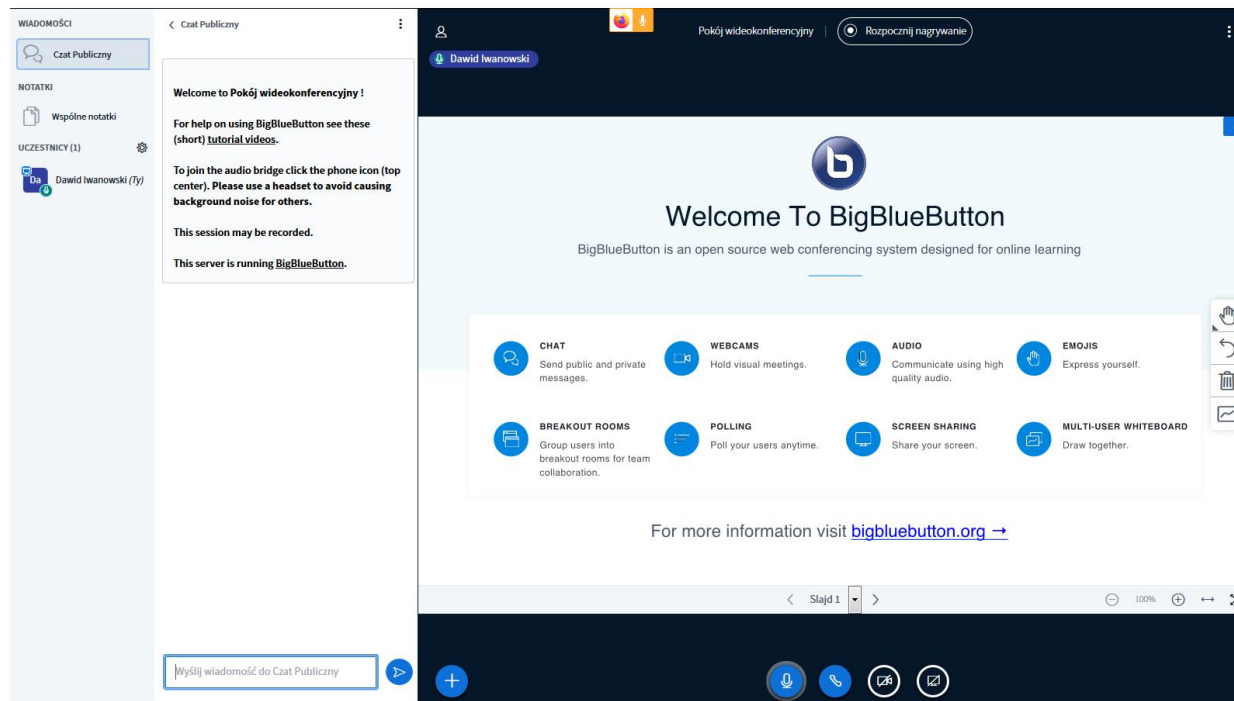 WIADOMOŚCI
Czat Publiczny
NOTATKI
Wspólne notatki
UCZESTNICY (1)
Da
Dawid Iwanowski (Ty)
Czat Publiczny
Welcome to Pokój wideokonferencyjny !
For help on using BigBlueButton see these
(short) tutorial videos.
To join the audio bridge click the phone icon (top
center). Please use a headset to avoid causing
background noise for others.
This session may be recorded.
This server is running BigBlueButton.
Wyślij wiadomość do Czat Publiczny
Pokój wideokonferencyjny
Rozpocznij nagrywanie
Dawid Iwanowski
b
Welcome To BigBlueButton
BigBlueButton is an open source web conferencing system designed for online learning
CHAT
Send public and private
messages.
WEBCAMS
Hold visual meetings.
AUDIO
Communicate using high
quality audio.
EMOJIS
Express yourself.
BREAKOUT ROOMS
Group users into
breakout rooms for team
collaboration.
POLLING
Poll your users anytime.
SCREEN SHARING
Share your screen.
MULTI-USER WHITEBOARD
Draw together.
For more information visit bigbluebutton.org →
Slajd 1
100%